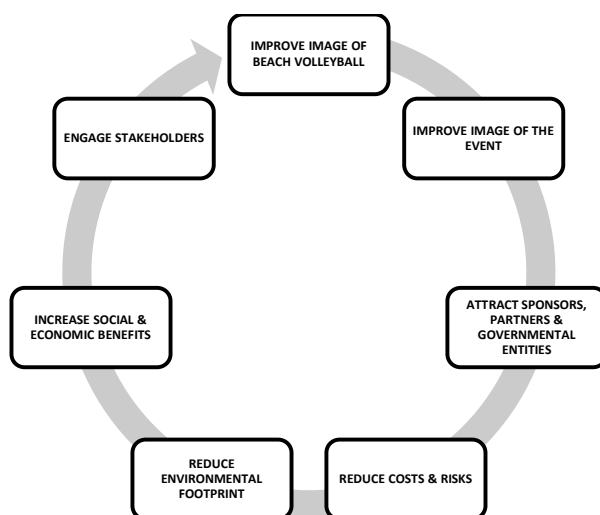 IMPROVE IMAGE OF
BEACH VOLLEYBALL
IMPROVE IMAGE OF THE
EVENT
ATTRACT SPONSORS,
PARTNERS &
GOVERNMENTAL
ENTITIES
REDUCE COSTS & RISKS
REDUCE
ENVIRONMENTAL
FOOTPRINT
INCREASE SOCIAL &
ECONOMIC BENEFITS
ENGAGE STAKEHOLDERS